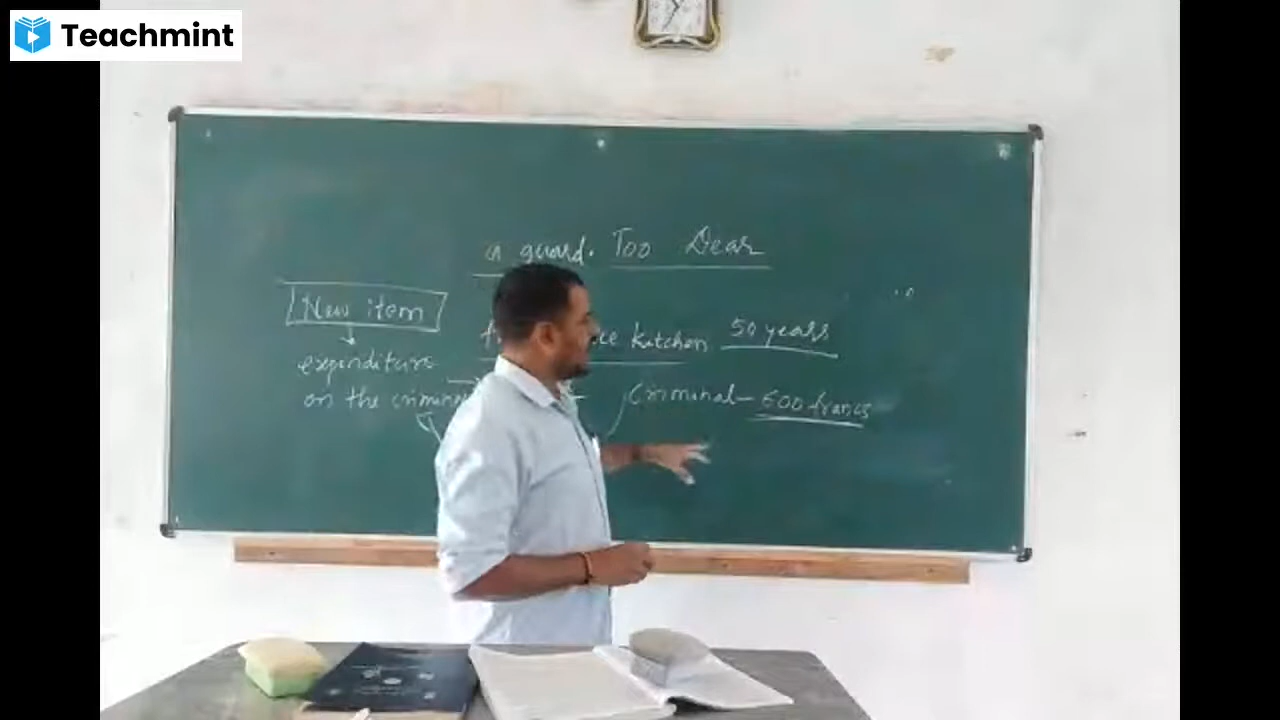 Teachmint
a guard. Too Dear
New item
kitchen 50 years
expenditure
on the criminal
Criminal - 500 francs